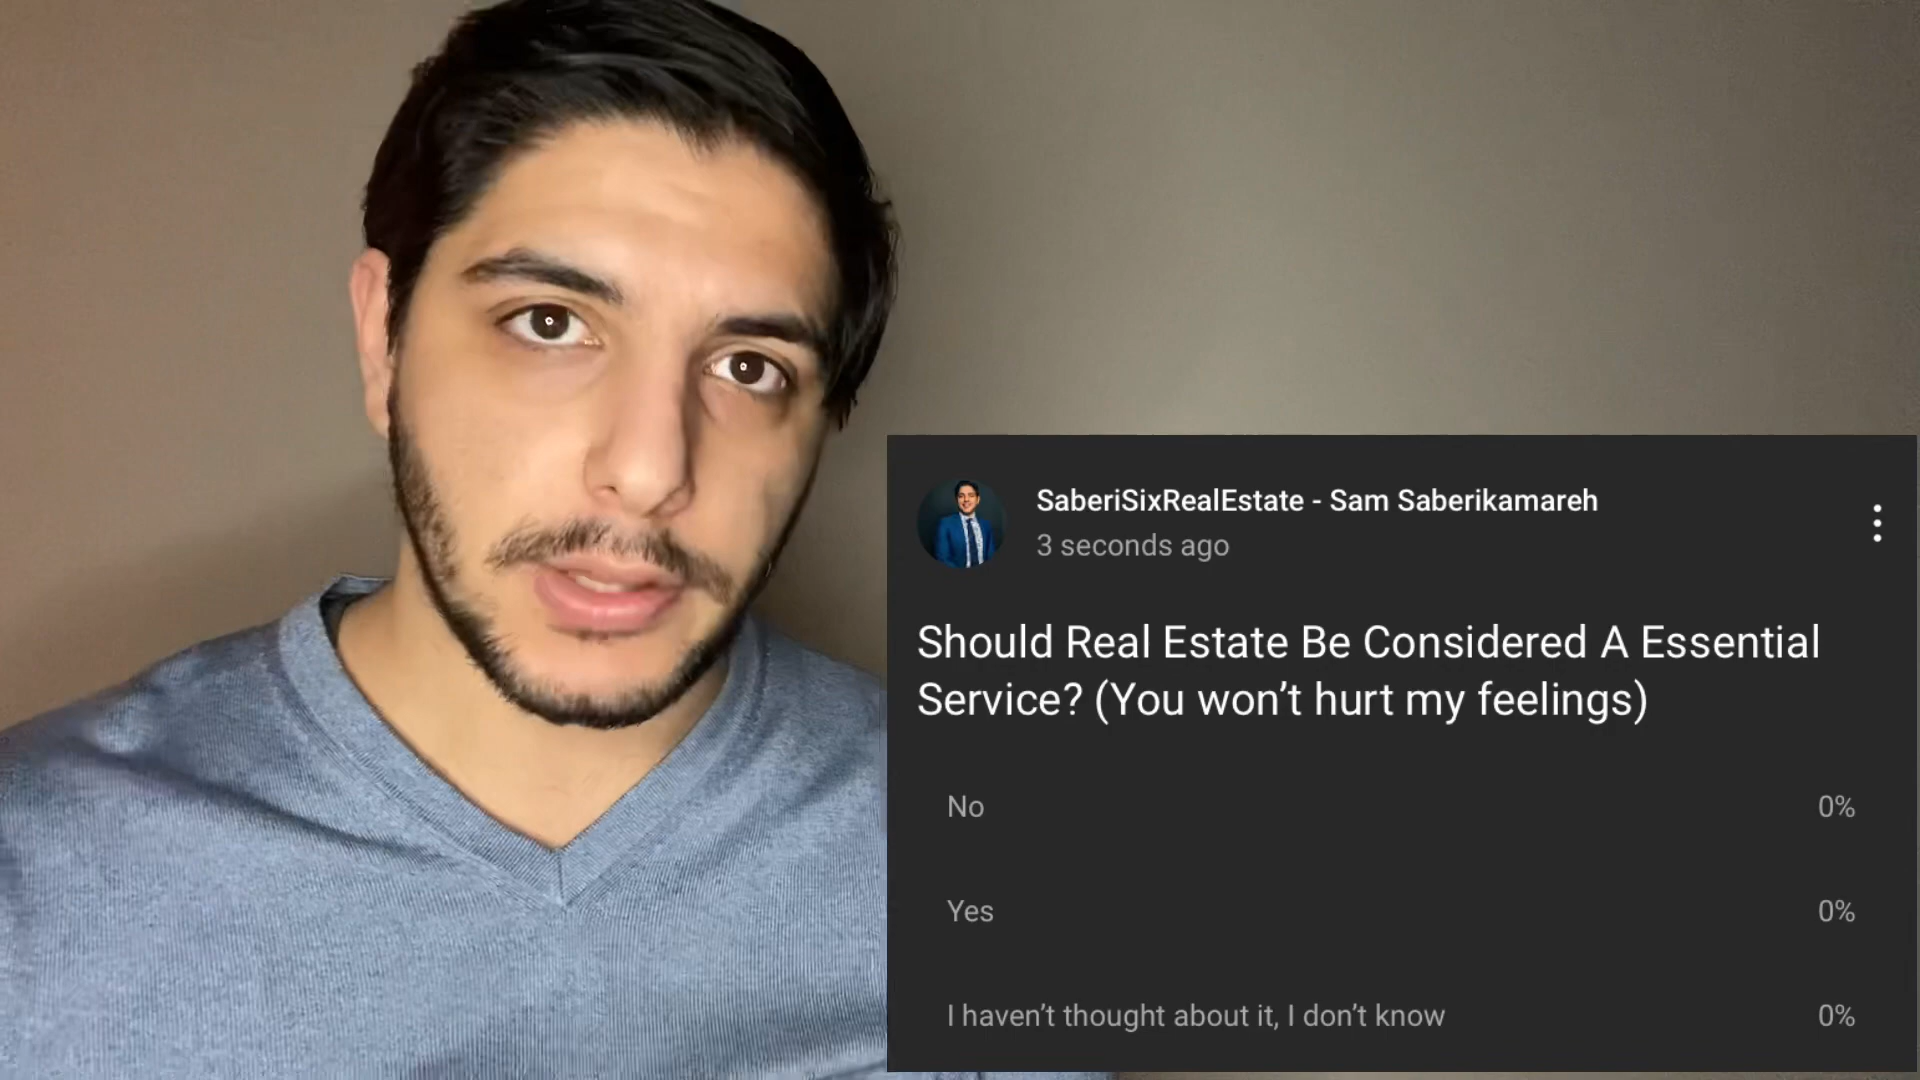 SaberiSixRealEstate - Sam Saberikamareh
3 seconds ago
Should Real Estate Be Considered A Essential
Service? (You won’t hurt my feelings)
No 0%
Yes 0%
I haven’t thought about it, I don’t know 0%